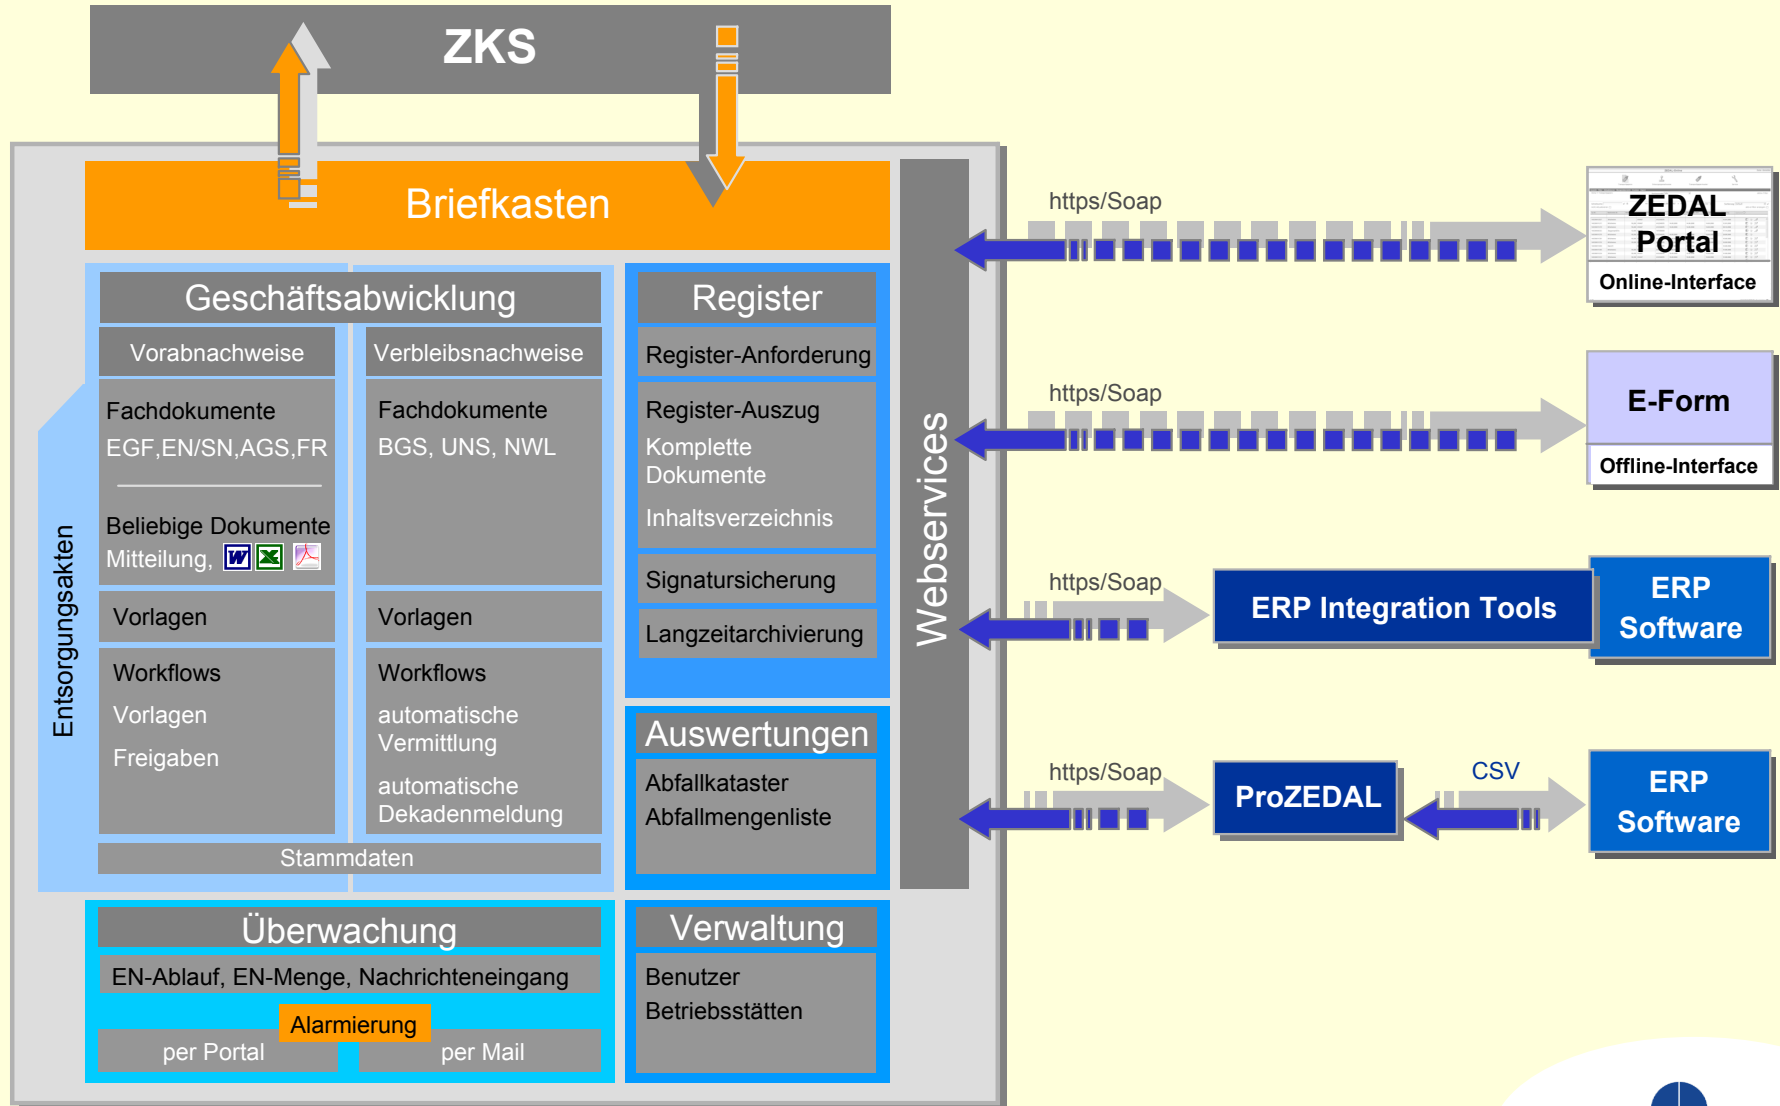 ZKS
Briefkasten
Geschäftsabwicklung
Vorabnachweise
Verbleibsnachweise
Fachdokumente
EGF,EN/SN,AGS,FR
Beliebige Dokumente
Mitteilung,
Fachdokumente
BGS, UNS, NWL
Vorlagen
Vorlagen
Workflows
Vorlagen
Freigaben
Workflows
automatische
Vermittlung
automatische
Dekadenmeldung
Stammdaten
Entsorgungsakten
Register
Register-Anforderung
Register-Auszug
Komplette
Dokumente
Inhaltsverzeichnis
Signatursicherung
Langzeitarchivierung
Auswertungen
Abfallkataster
Abfallmengenliste
Überwachung
EN-Ablauf, EN-Menge, Nachrichteneingang
Alarmierung
per Portal
per Mail
Verwaltung
Benutzer
Betriebsstätten
Webservices
https/Soap
ZEDAL
Portal
Online-Interface
https/Soap
E-Form
Offline-Interface
https/Soap
ERP Integration Tools
ERP
Software
https/Soap
ProZEDAL
CSV
ERP
Software